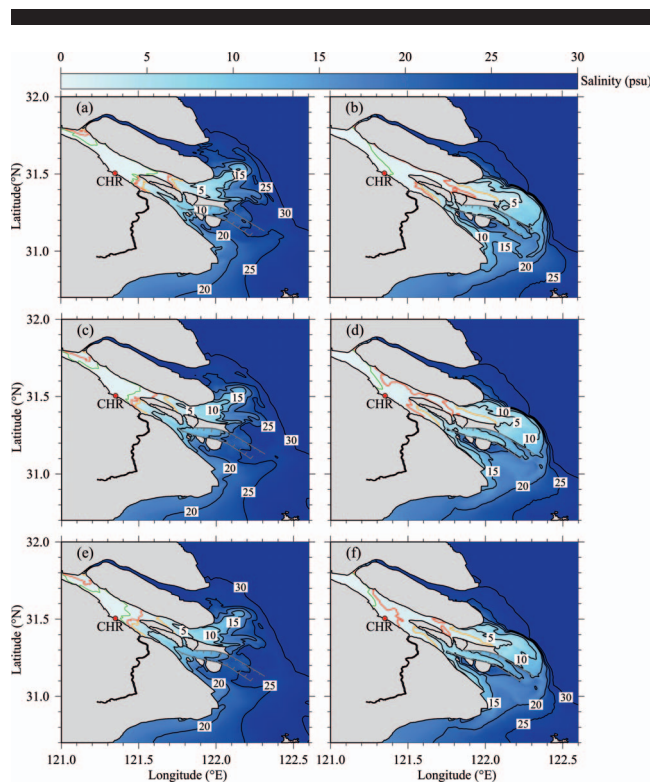 0 5 10 15 20 25 30
Salinity (psu)
32.0 (a) (b)
31.5 CHR 5 15 25 30 CHR 5
Latitude(°N)
10 20 10 15 20
31.0 25 25
20
32.0 (c) (d)
31.5 CHR 5 10 15 25 30 CHR 10 5 10 30
Latitude (°N)
31.0 20 25 15 20 25
20
32.0 (e) 30 (f)
31.5 CHR 5 10 15 CHR 5 10
Latitude (°N)
31.0 20 25 15 20 30
20 25
121.0 121.5 122.0 122.5 121.0 121.5 122.0 122.5
Longitude (°E) Longitude (°E)